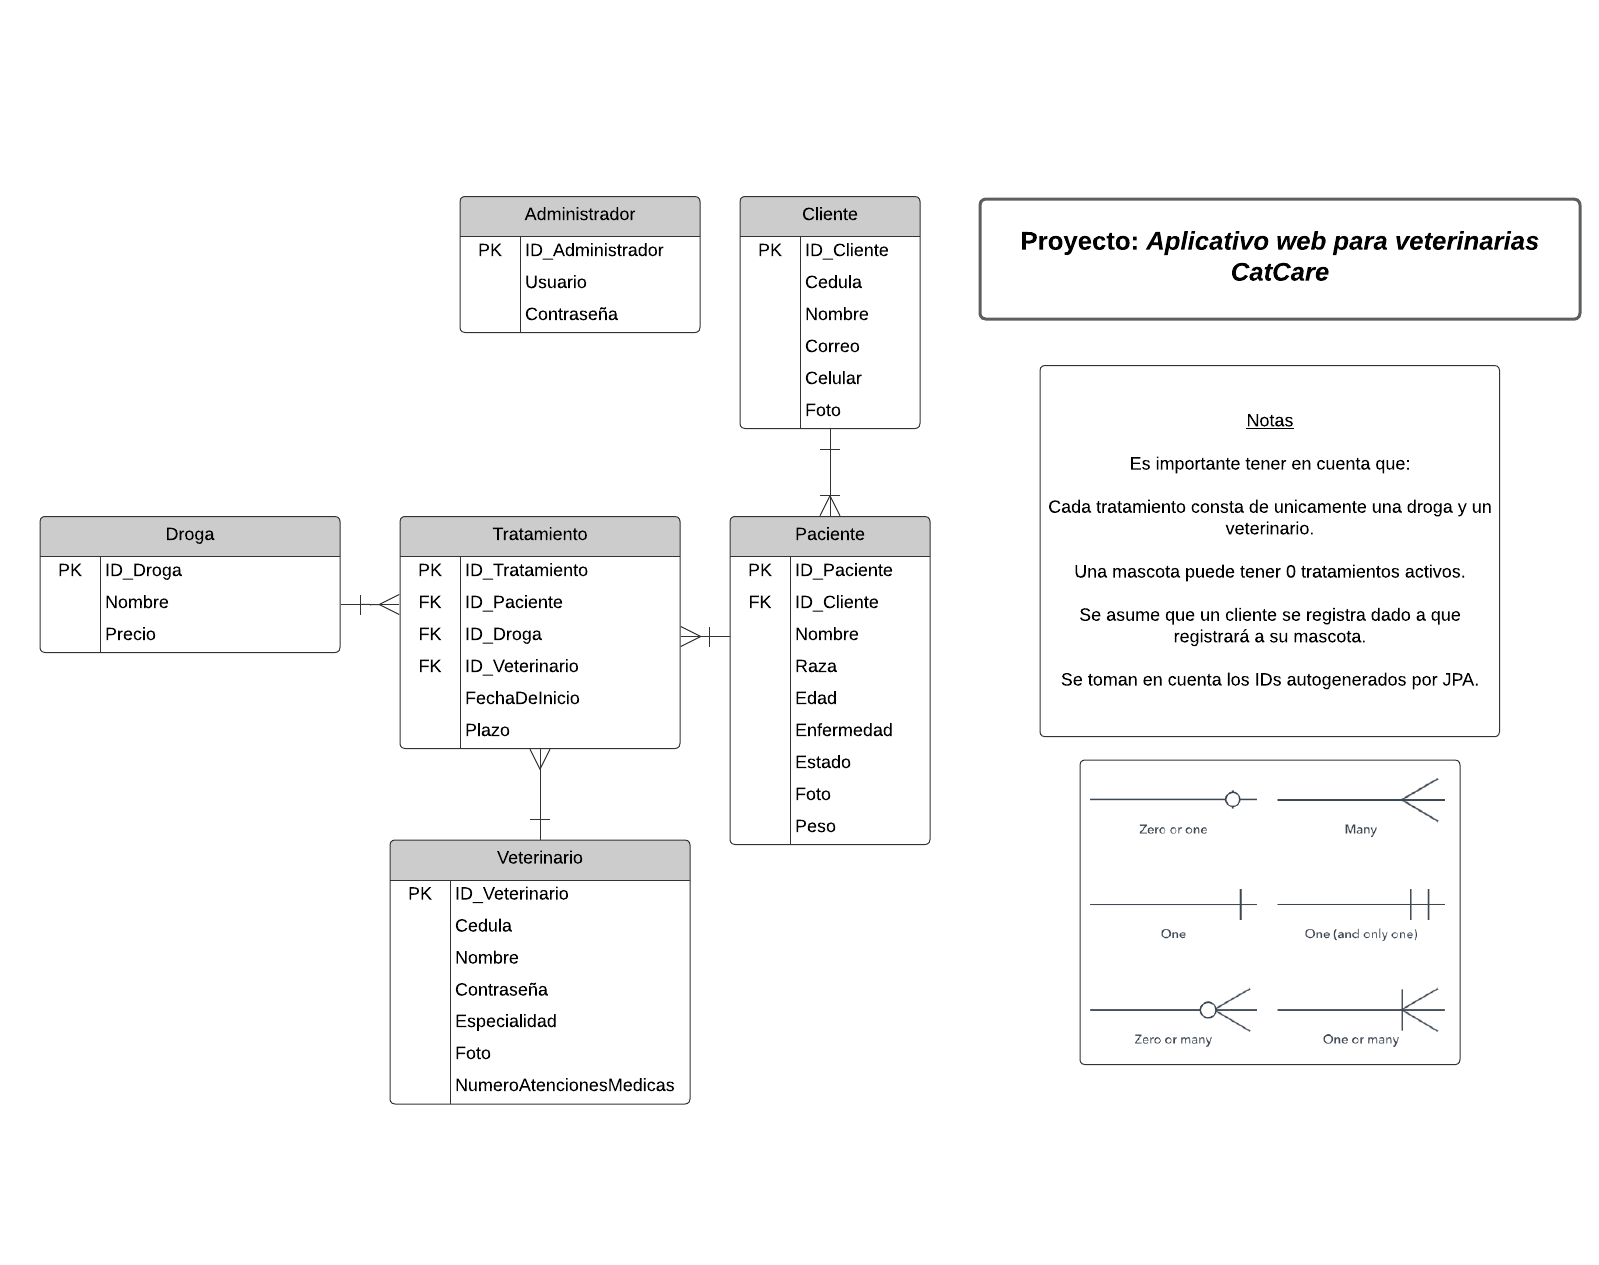 Administrador
PK ID_Administrador
Usuario
Contraseña
Cliente
PK ID_Cliente
Cedula
Nombre
Correo
Celular
Foto
Proyecto: Aplicativo web para veterinarias
CatCare
Droga
PK ID_Droga
Nombre
Precio
Tratamiento
PK ID_Tratamiento
FK ID_Paciente
FK ID_Droga
FK ID_Veterinario
FechaDeInicio
Plazo
Paciente
PK ID_Paciente
FK ID_Cliente
Nombre
Raza
Edad
Enfermedad
Estado
Foto
Peso
Veterinario
PK ID_Veterinario
Cedula
Nombre
Contraseña
Especialidad
Foto
NumeroAtencionesMedicas
Notas
Es importante tener en cuenta que:
Cada tratamiento consta de unicamente una droga y un
veterinario.
Una mascota puede tener 0 tratamientos activos.
Se asume que un cliente se registra dado a que
registrará a su mascota.
Se toman en cuenta los IDs autogenerados por JPA.
Zero or one
Many
One
One (and only one)
Zero or many
One or many